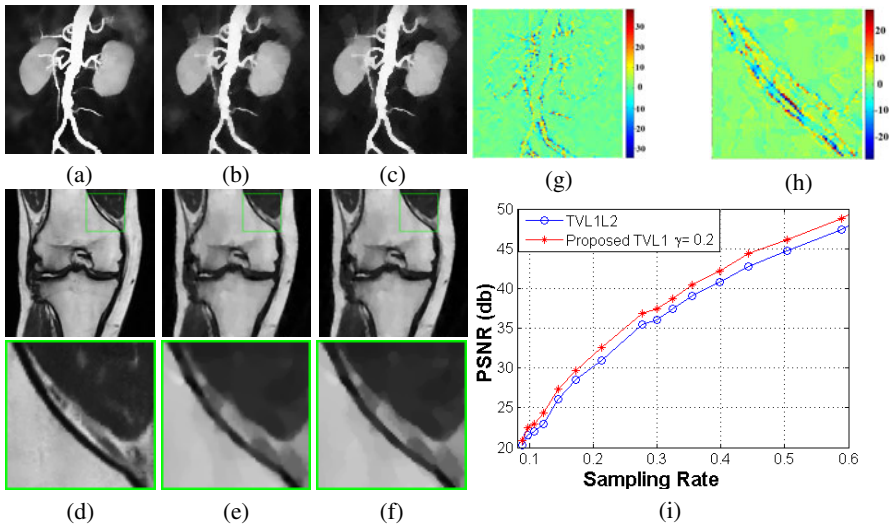 (a)
(b)
(c)
30
20
10
0
-10
-20
-30
(g)
20
10
0
-10
-20
(h)
(d)
(e)
(f)
TVL1L2
Proposed TVL1 γ= 0.2
PSNR (db)
50
45
40
35
30
25
20
0.1
0.2
0.3
0.4
0.5
0.6
Sampling Rate
(i)